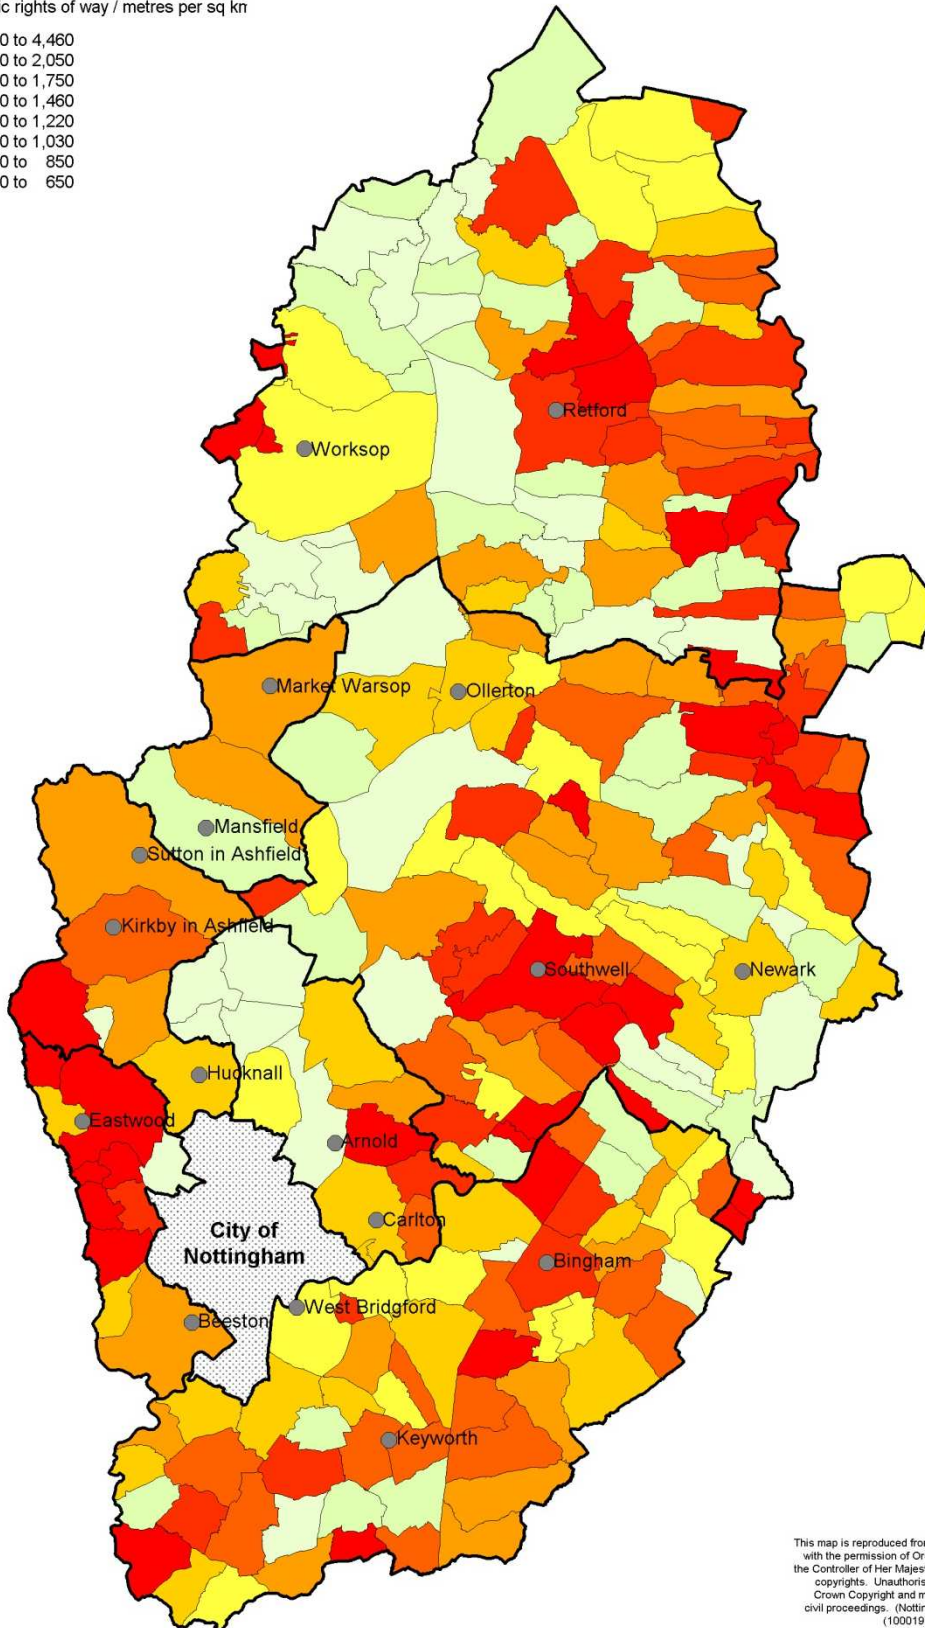 ic rights of way / metres per sq km
0 to 4,460
0 to 2,050
0 to 1,750
0 to 1,460
0 to 1,220
0 to 1,030
0 to 850
0 to 650
Retford
Worksop
Market Warsop
Ollerton
Mansfield
Sutton in Ashfield
Kirkby in Ashfield
Southwell
Newark
Hucknall
Eastwood
Arnold
Carlton
City of
Nottingham
Bingham
West Bridgford
Beeston
Keyworth
This map is reproduced fro
with the permission of Or
the Controller of Her Majes
copyrights. Unauthoris
Crown Copyright and m
civil proceedings. (Nottin
(100019